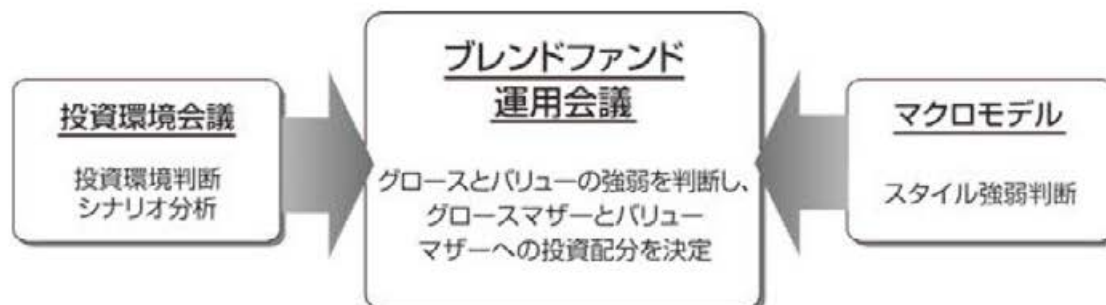 投資環境会議
投資環境判断
シナリオ分析
ブレンドファンド
運用会議
グロースとバリューの強弱を判断し、
グロースマザーとバリュー
マザーへの投資配分を決定
マクロモデル
スタイル強弱判断